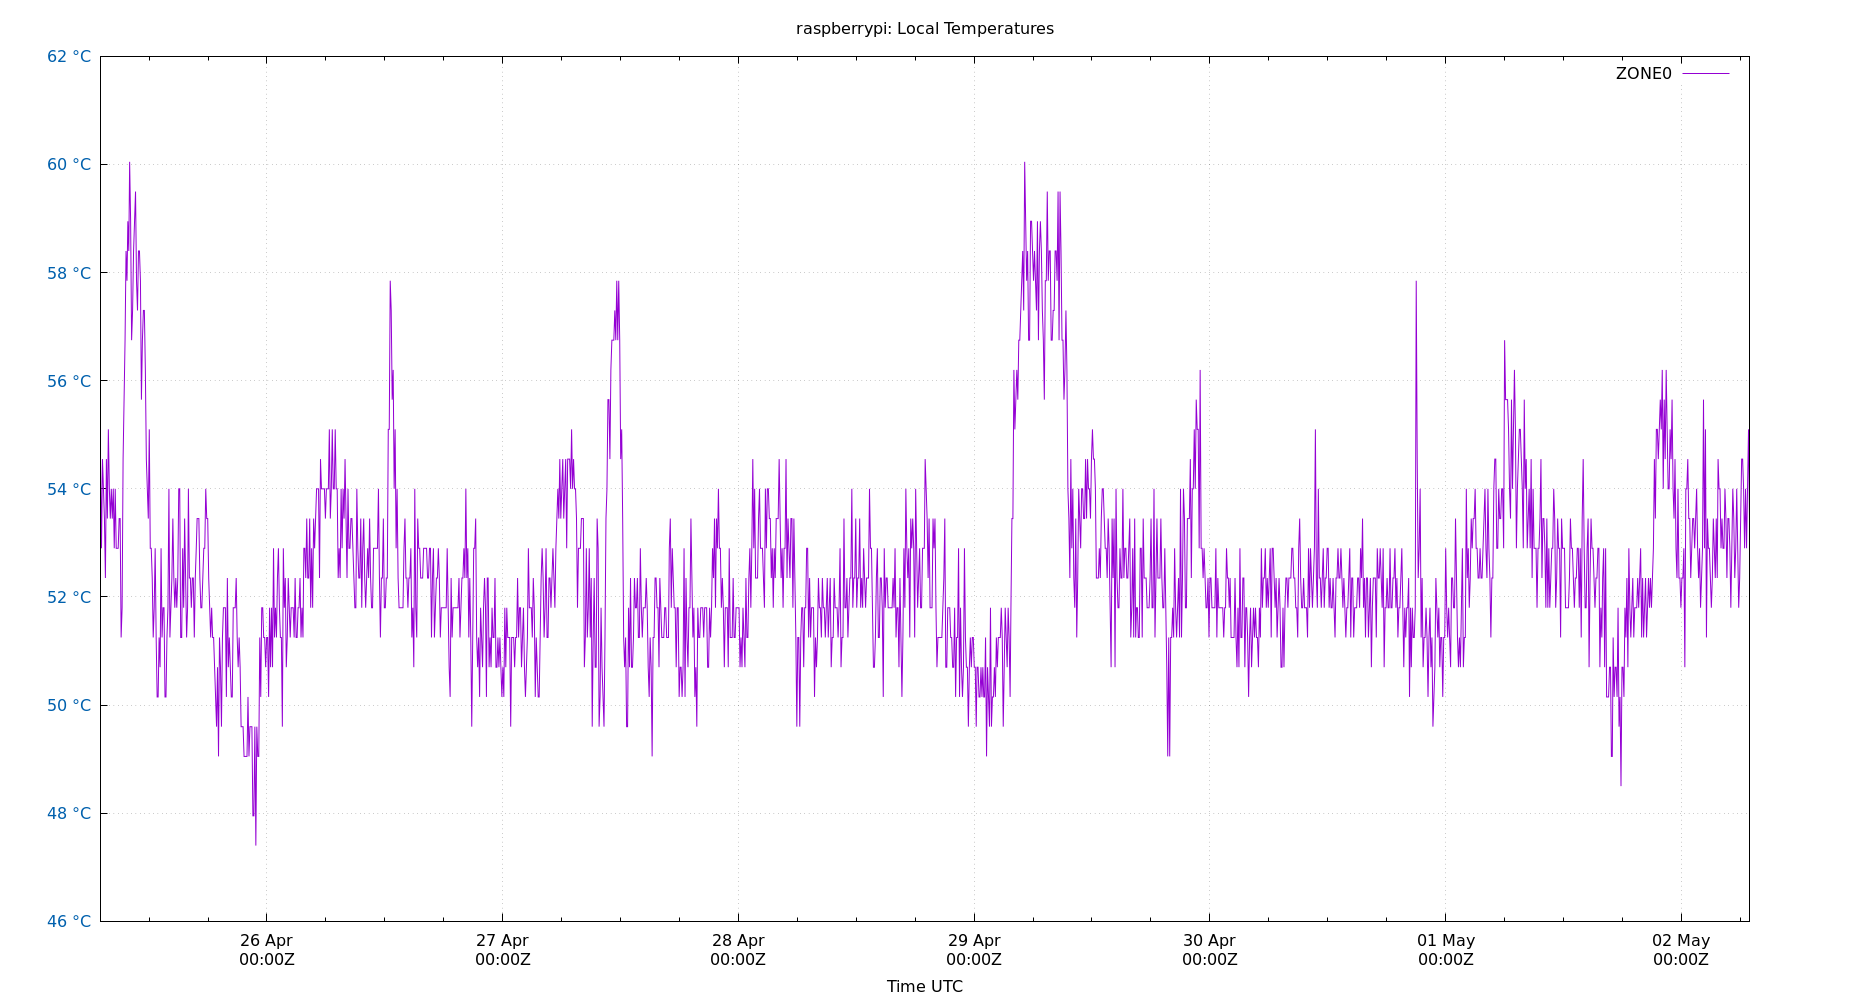 raspberrypi: Local Temperatures
62 °C
ZONE0
60 °C
58 °C
56 °C
54 °C
52 °C
50 °C
48 °C
46 °C
26 Apr 27 Apr 28 Apr 29 Apr 30 Apr 01 May 02 May
00:00Z 00:00Z 00:00Z 00:00Z 00:00Z 00:00Z 00:00Z
Time UTC